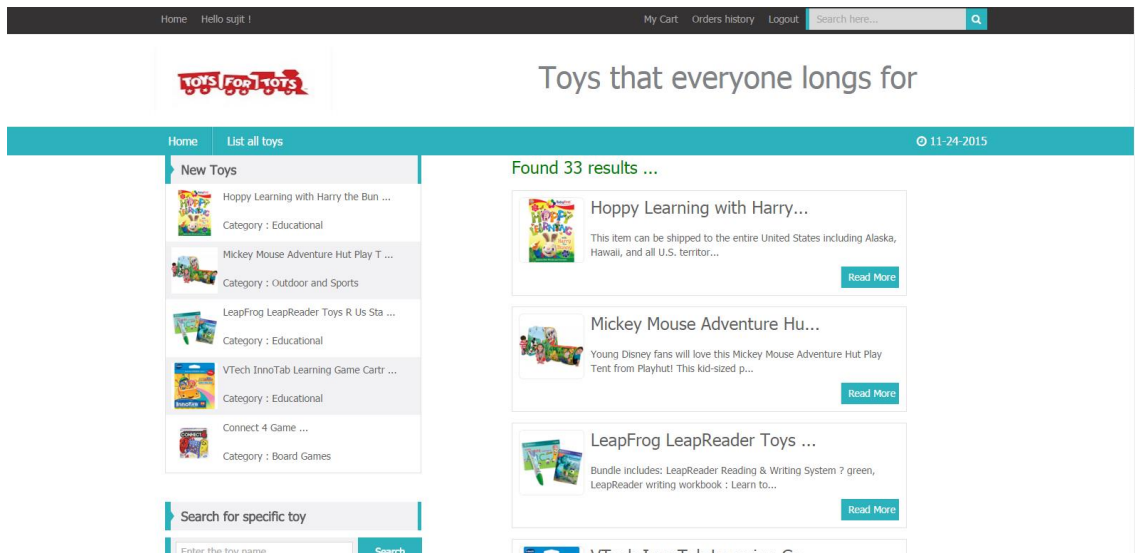 Home Hello sujit !
My Cart Orders history Logout Search here...
TOYS FOR TOTS
Toys that everyone longs for
Home List all toys
11-24-2015
New Toys
Hoppy Learning with Harry the Bun ...
Category : Educational
Mickey Mouse Adventure Hut Play T ...
Category : Outdoor and Sports
LeapFrog LeapReader Toys R Us Sta ...
Category : Educational
VTech InnoTab Learning Game Cartr ...
Category : Educational
CONNECT
Connect 4 Game ...
Category : Board Games
Search for specific toy
Enter the toy name
Search
Found 33 results ...
HOPPY
LEARNING
Hoppy Learning with Harry...
This item can be shipped to the entire United States including Alaska,
Hawaii, and all U.S. territor...
Read More
Mickey Mouse Adventure Hu...
Young Disney fans will love this Mickey Mouse Adventure Hut Play
Tent from Playhut! This kid-sized p...
Read More
LeapFrog LeapReader Toys ...
Bundle includes: LeapReader Reading & Writing System ? green,
LeapReader writing workbook : Learn to...
Read More